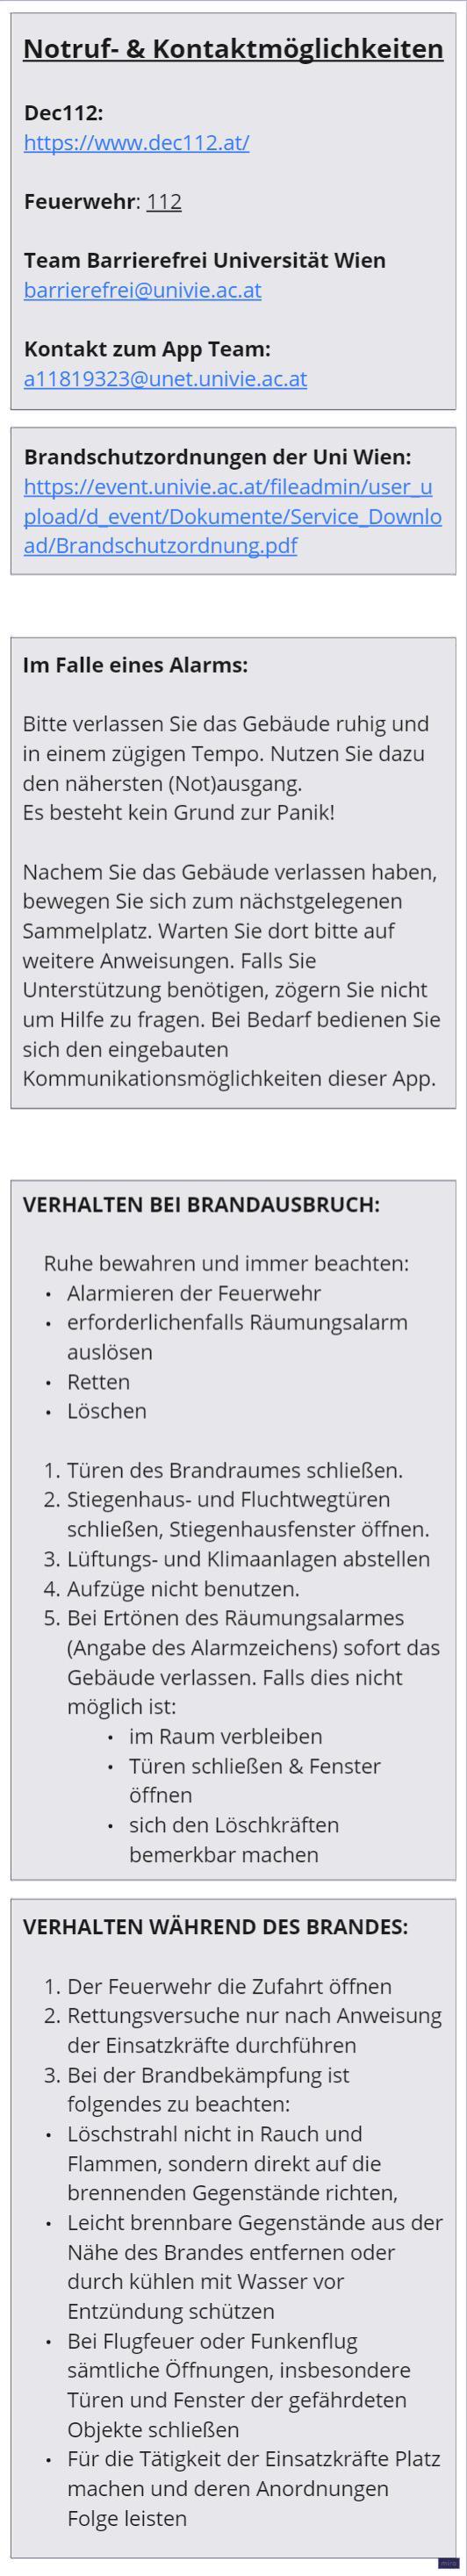 Notruf- & Kontaktmöglichkeiten
Dec112:
https://www.dec112.at/
Feuerwehr: 112
Team Barrierefrei Universität Wien
barrierefrei@univie.ac.at
Kontakt zum App Team:
a11819323@unet.univie.ac.at
Brandschutzordnungen der Uni Wien:
https://event.univie.ac.at/fileadmin/user_u
pload/d_event/Dokumente/Service_Downlo
ad/Brandschutzordnung.pdf
Im Falle eines Alarms:
Bitte verlassen Sie das Gebäude ruhig und
in einem zügigen Tempo. Nutzen Sie dazu
den nähersten (Not)ausgang.
Es besteht kein Grund zur Panik!
Nachem Sie das Gebäude verlassen haben,
bewegen Sie sich zum nächstgelegenen
Sammelplatz. Warten Sie dort bitte auf
weitere Anweisungen. Falls Sie
Unterstützung benötigen, zögern Sie nicht
um Hilfe zu fragen. Bei Bedarf bedienen Sie
sich den eingebauten
Kommunikationsmöglichkeiten dieser App.
VERHALTEN BEI BRANDAUSBRUCH:
Ruhe bewahren und immer beachten:
• Alarmieren der Feuerwehr
• erforderlichenfalls Räumungsalarm
auslösen
• Retten
• Löschen
1. Türen des Brandraumes schließen.
2. Stiegenhaus- und Fluchtwegtüren
schließen, Stiegenhausfenster öffnen.
3. Lüftungs- und Klimaanlagen abstellen
4. Aufzüge nicht benutzen.
5. Bei Ertönen des Räumungsalarmes
(Angabe des Alarmzeichens) sofort das
Gebäude verlassen. Falls dies nicht
möglich ist:
• im Raum verbleiben
• Türen schließen & Fenster
öffnen
• sich den Löschkräften
bemerkbar machen
VERHALTEN WÄHREND DES BRANDES:
1. Der Feuerwehr die Zufahrt öffnen
2. Rettungsversuche nur nach Anweisung
der Einsatzkräfte durchführen
3. Bei der Brandbekämpfung ist
folgendes zu beachten:
• Löschstrahl nicht in Rauch und
Flammen, sondern direkt auf die
brennenden Gegenstände richten,
• Leicht brennbare Gegenstände aus der
Nähe des Brandes entfernen oder
durch kühlen mit Wasser vor
Entzündung schützen
• Bei Flugfeuer oder Funkenflug
sämtliche Öffnungen, insbesondere
Türen und Fenster der gefährdeten
Objekte schließen
• Für die Tätigkeit der Einsatzkräfte Platz
machen und deren Anordnungen
Folge leisten
miro